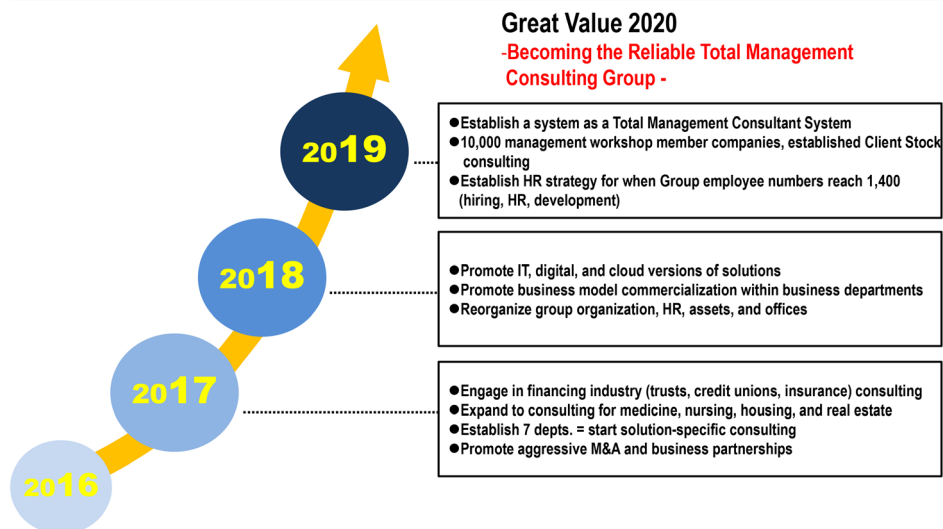 Great Value 2020
-Becoming the Reliable Total Management
Consulting Group -
2019
●Establish a system as a Total Management Consultant System
●10,000 management workshop member companies, established Client Stock
consulting
●Establish HR strategy for when Group employee numbers reach 1,400
(hiring, HR, development)
2018
●Promote IT, digital, and cloud versions of solutions
●Promote business model commercialization within business departments
●Reorganize group organization, HR, assets, and offices
2017
●Engage in financing industry (trusts, credit unions, insurance) consulting
●Expand to consulting for medicine, nursing, housing, and real estate
●Establish 7 depts. = start solution-specific consulting
●Promote aggressive M&A and business partnerships
2016